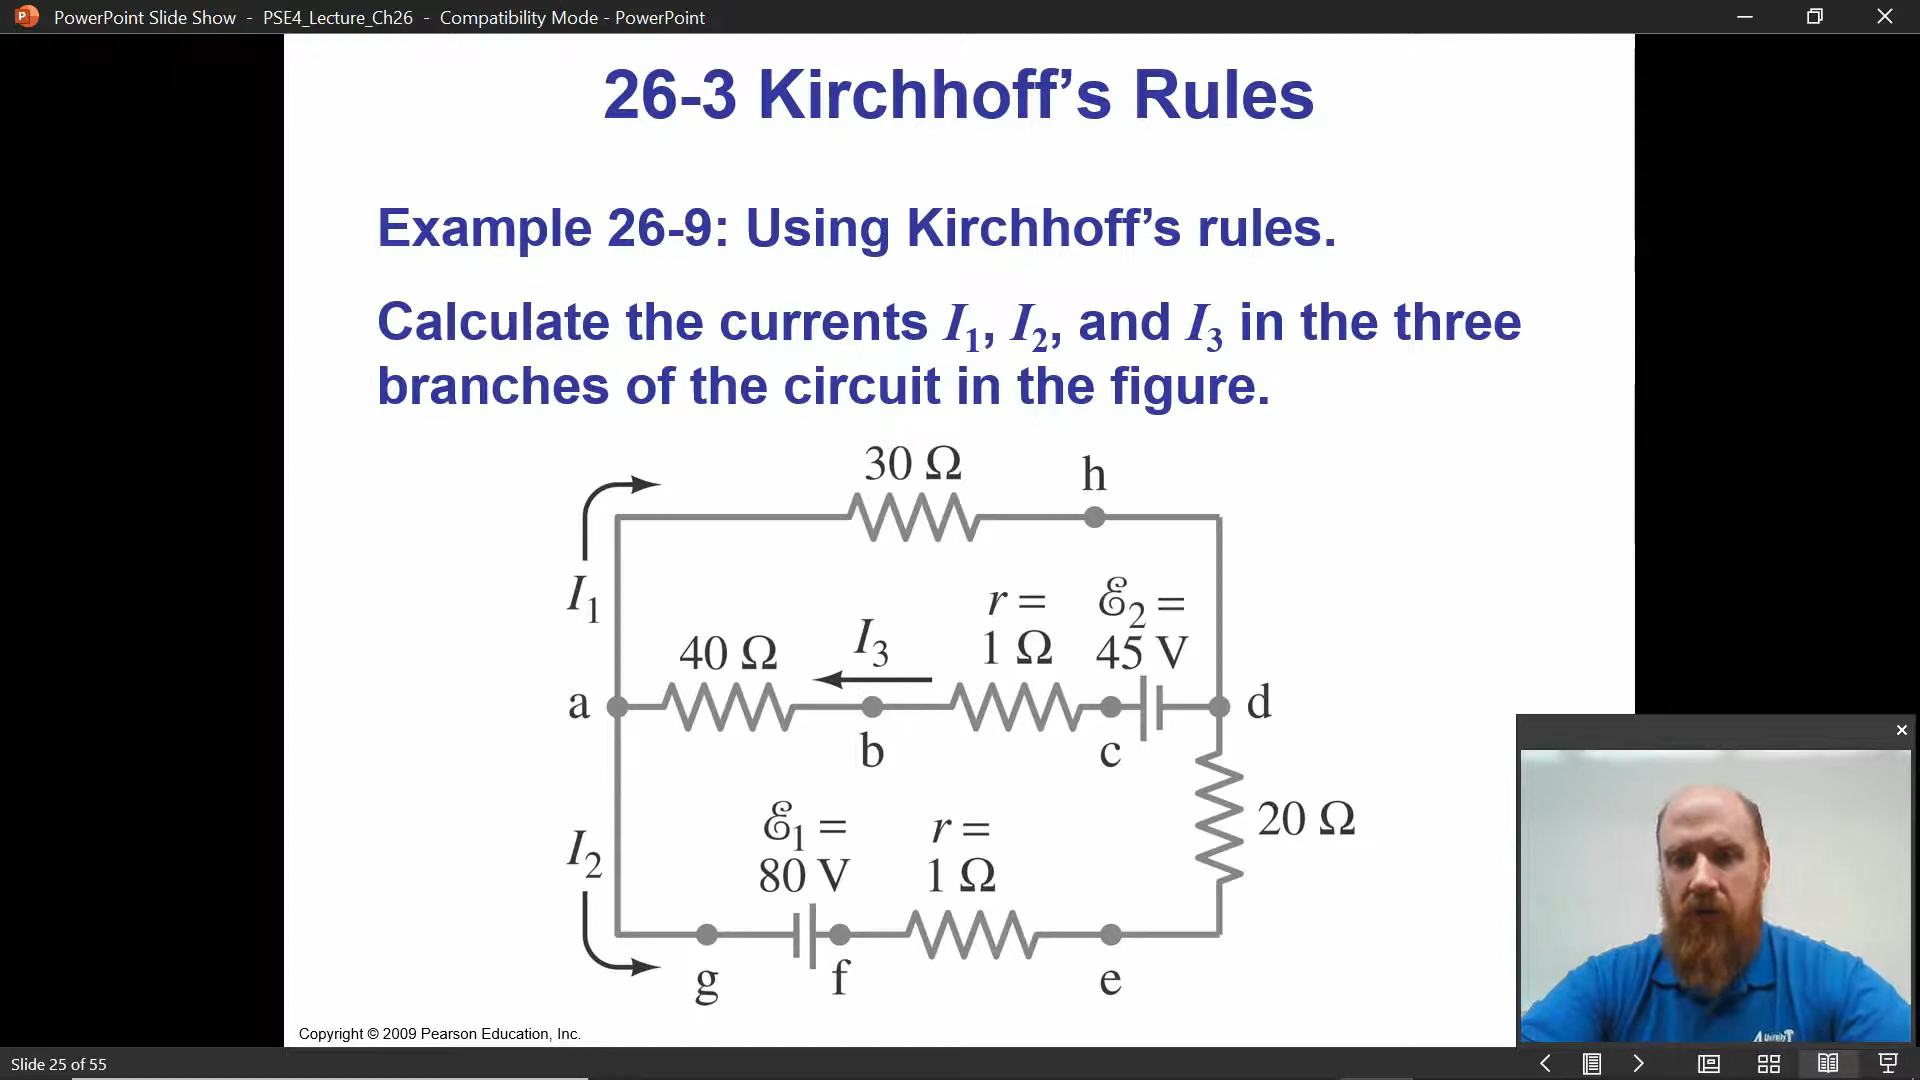 PowerPoint Slide Show - PSE4_Lecture_Ch26 - Compatibility Mode - PowerPoint
26-3 Kirchhoff’s Rules
Example 26-9: Using Kirchhoff’s rules.
Calculate the currents I₁, I₂, and I₃ in the three
branches of the circuit in the figure.
30 Ω
h
I₁
r =
1 Ω
ℰ₂ =
45 V
40 Ω
I₃
a
b
c
d
ℰ₁ =
80 V
r =
1 Ω
20 Ω
I₂
g
f
e
Copyright © 2009 Pearson Education, Inc.
Slide 25 of 55